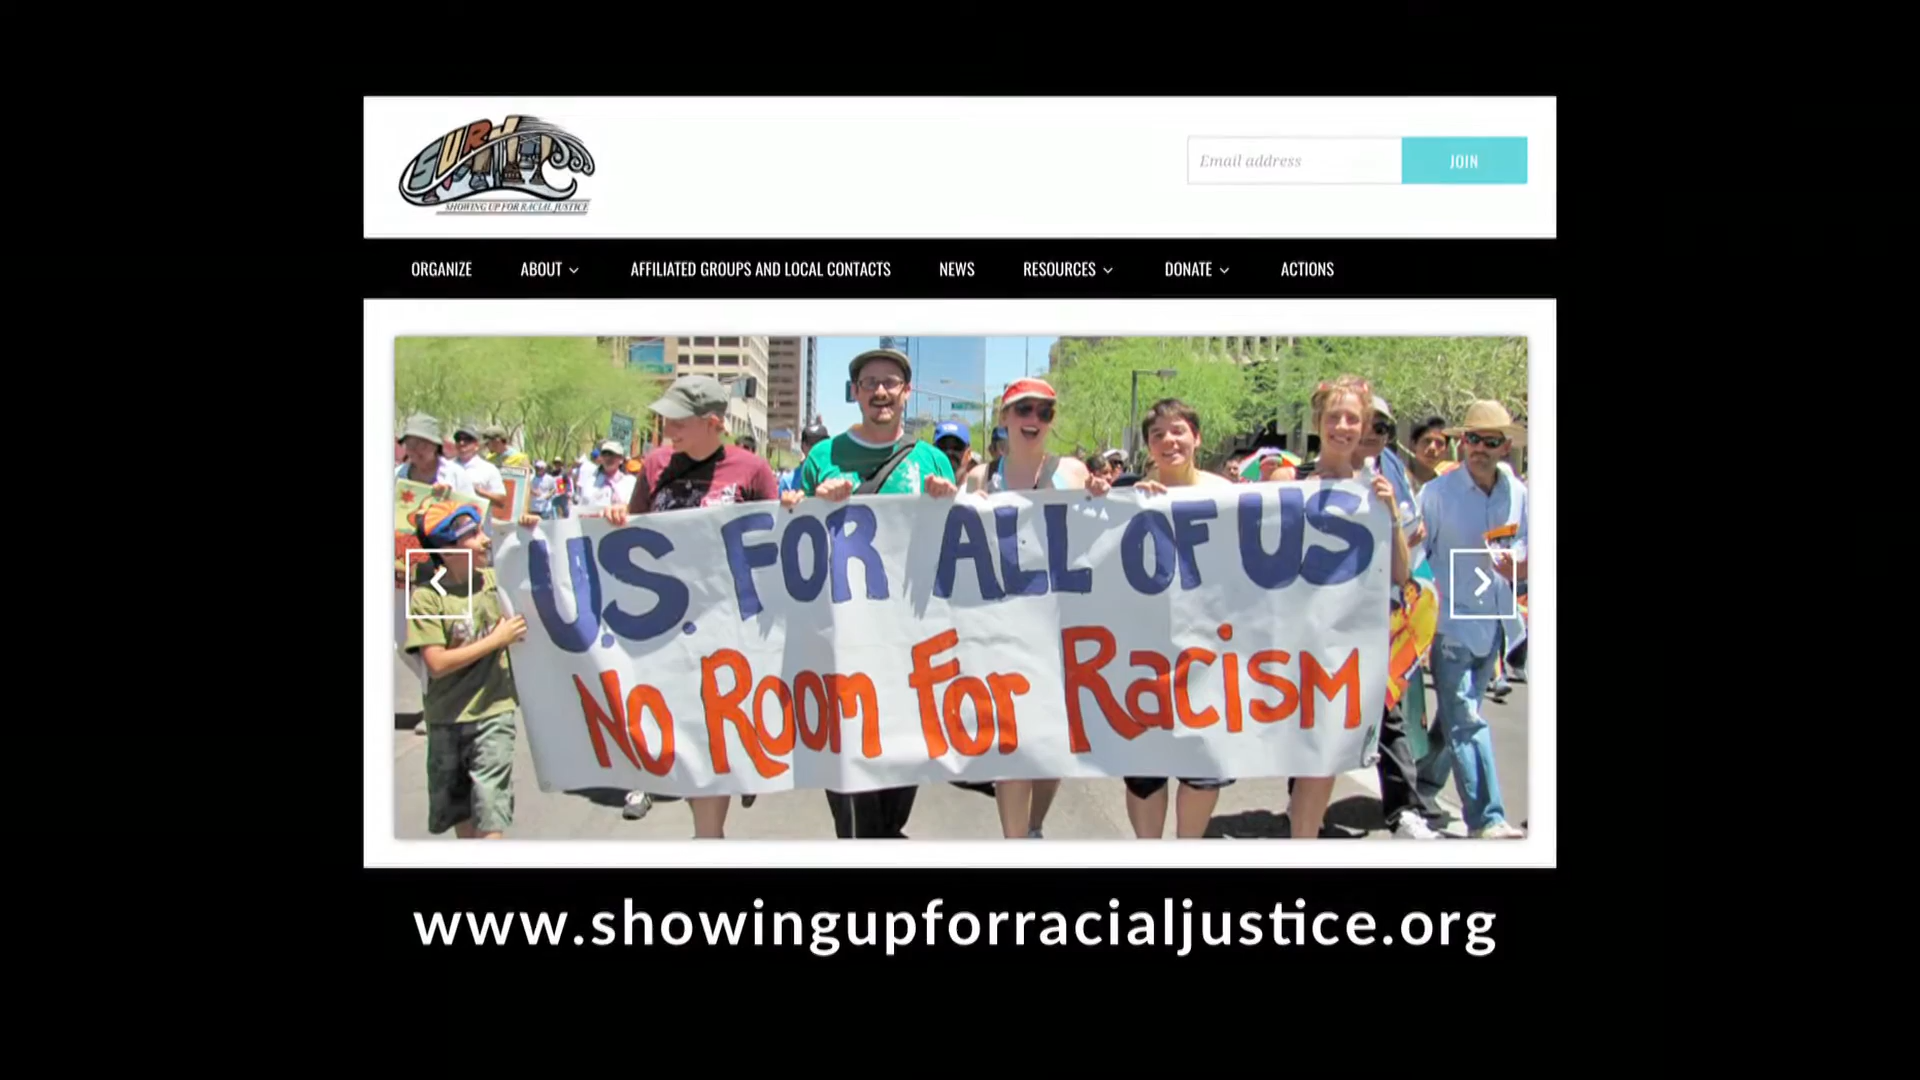 SURJ
SHOWING UP FOR RACIAL JUSTICE
Email address
JOIN
ORGANIZE
ABOUT
AFFILIATED GROUPS AND LOCAL CONTACTS
NEWS
RESOURCES
DONATE
ACTIONS
U.S. FOR ALL OF US
No Room For Racism
www.showingupforracialjustice.org